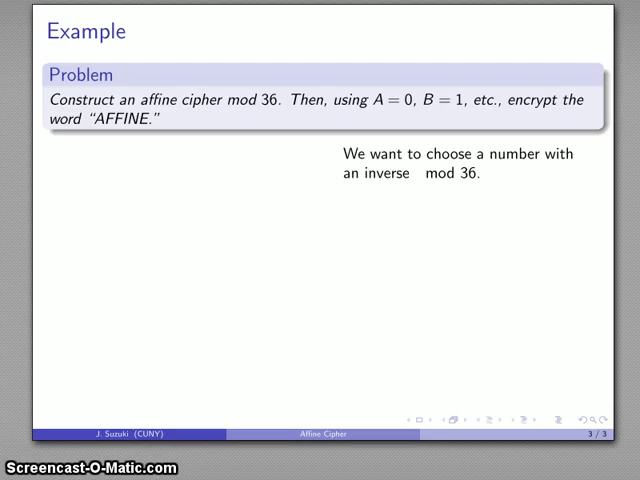 Example
Problem
Construct an affine cipher mod 36. Then, using A = 0, B = 1, etc., encrypt the
word “AFFINE.”
We want to choose a number with
an inverse mod 36.
J. Suzuki (CUNY) Affine Cipher 3 / 3
Screencast-O-Matic.com